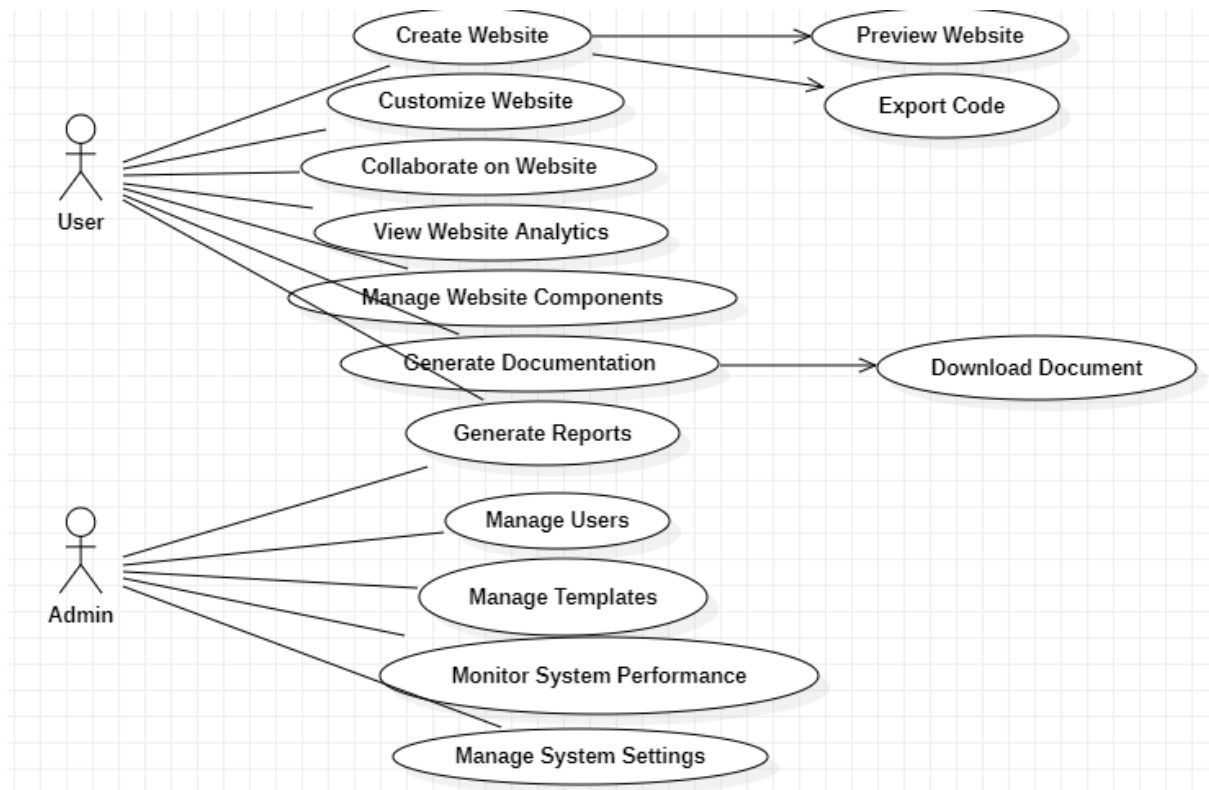 Create Website
Preview Website
Customize Website
Export Code
Collaborate on Website
User
View Website Analytics
Manage Website Components
Generate Documentation
Download Document
Generate Reports
Manage Users
Admin
Manage Templates
Monitor System Performance
Manage System Settings